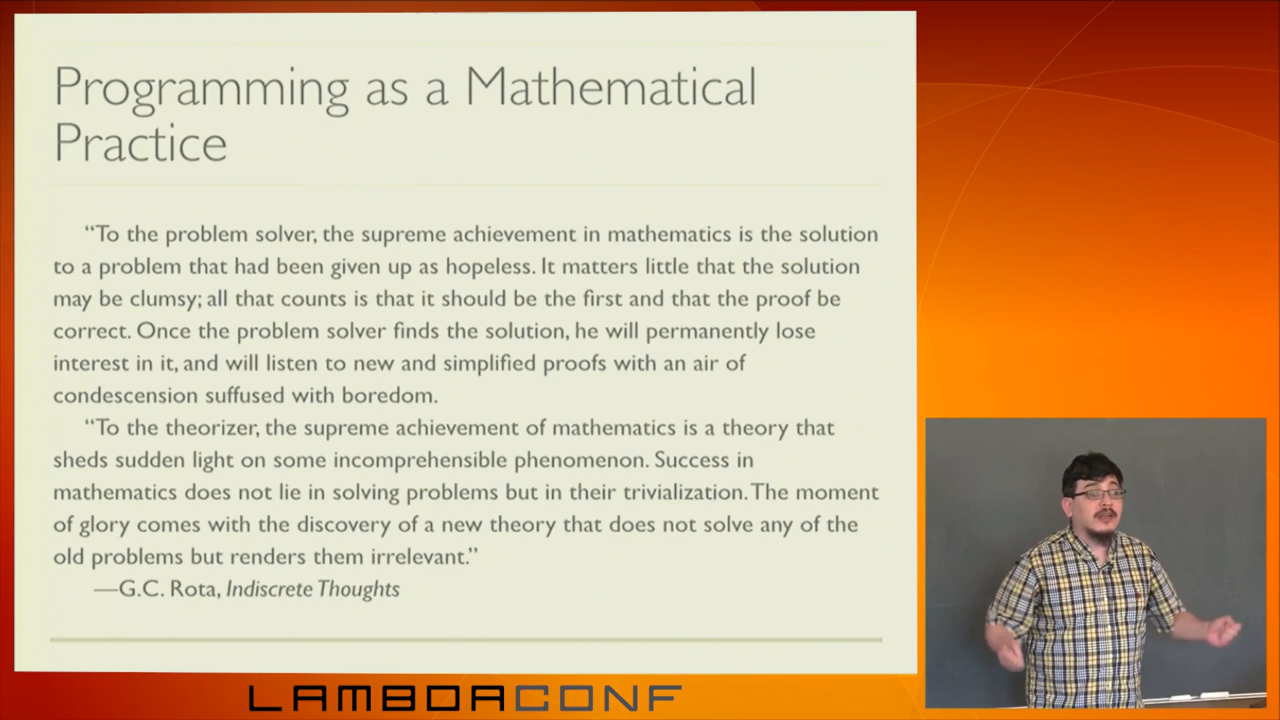 Programming as a Mathematical
Practice
“To the problem solver, the supreme achievement in mathematics is the solution
to a problem that had been given up as hopeless. It matters little that the solution
may be clumsy; all that counts is that it should be the first and that the proof be
correct. Once the problem solver finds the solution, he will permanently lose
interest in it, and will listen to new and simplified proofs with an air of
condescension suffused with boredom.
“To the theorizer, the supreme achievement of mathematics is a theory that
sheds sudden light on some incomprehensible phenomenon. Success in
mathematics does not lie in solving problems but in their trivialization. The moment
of glory comes with the discovery of a new theory that does not solve any of the
old problems but renders them irrelevant.”
—G.C. Rota, Indiscrete Thoughts
LAMBDACONF